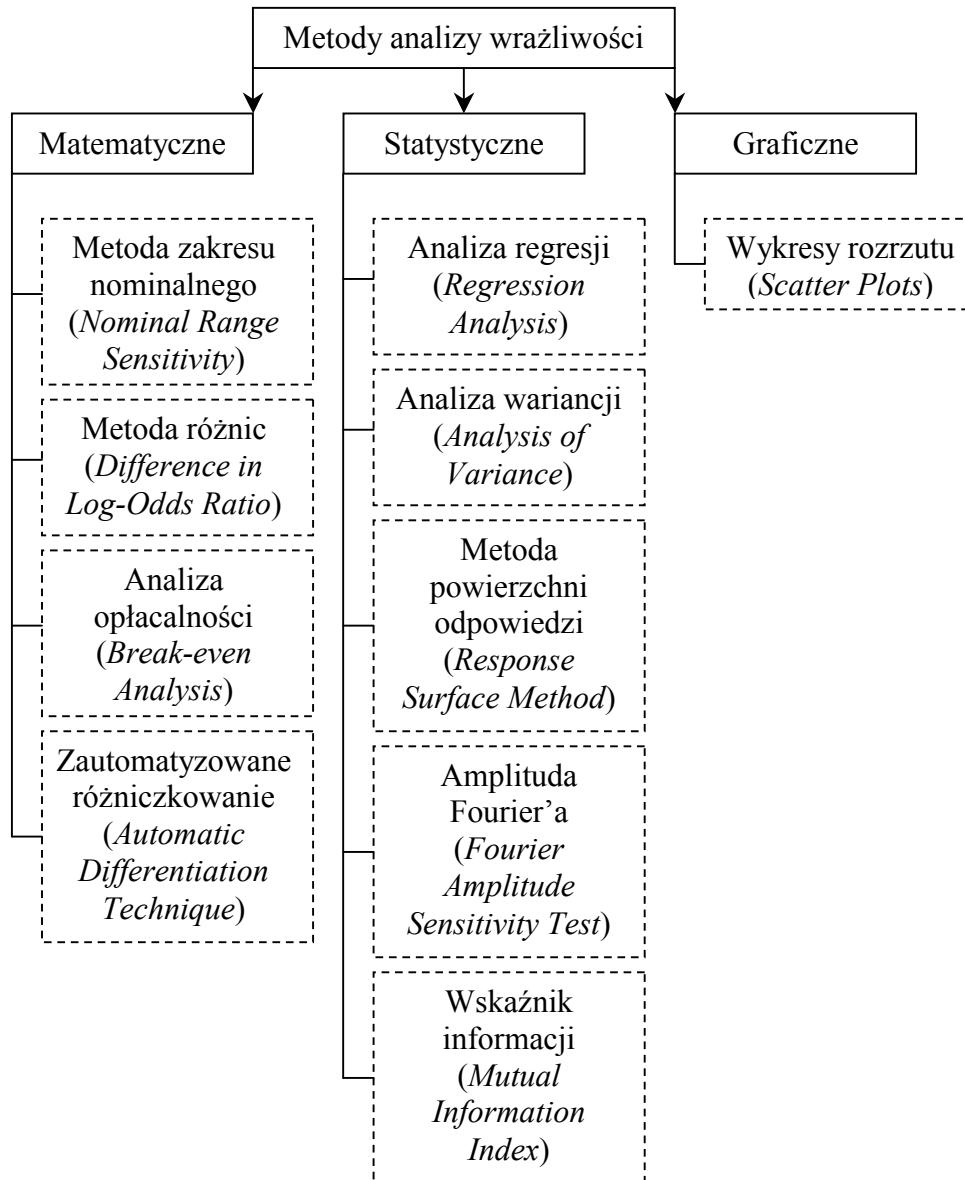 Metody analizy wrażliwości
Matematyczne
Metoda zakresu
nominalnego
(Nominal Range
Sensitivity)
Metoda różnic
(Difference in
Log-Odds Ratio)
Analiza
opłacalności
(Break-even
Analysis)
Zautomatyzowane
różniczkowanie
(Automatic
Differentiation
Technique)
Statystyczne
Analiza regresji
(Regression
Analysis)
Analiza wariancji
(Analysis of
Variance)
Metoda
powierzchni
odpowiedzi
(Response
Surface Method)
Amplituda
Fourier’a
(Fourier
Amplitude
Sensitivity Test)
Wskaźnik
informacji
(Mutual
Information
Index)
Graficzne
Wykresy rozrzutu
(Scatter Plots)